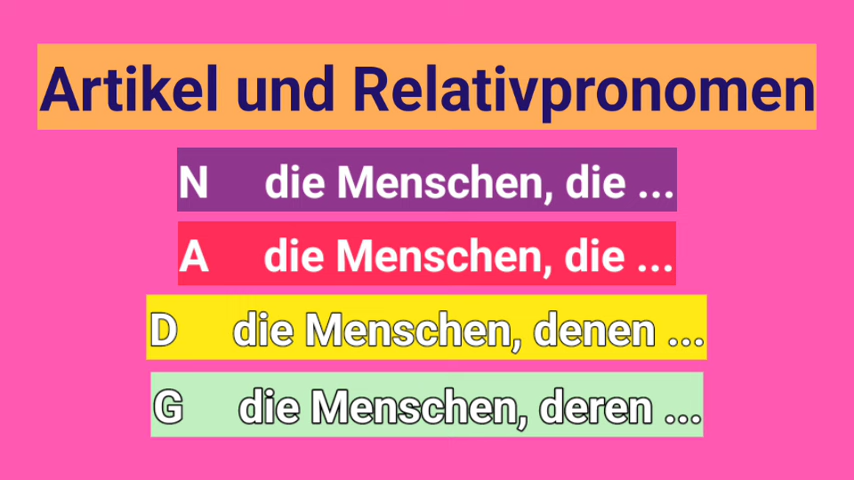 Artikel und Relativpronomen
N die Menschen, die ...
A die Menschen, die ...
D die Menschen, denen ...
G die Menschen, deren ...